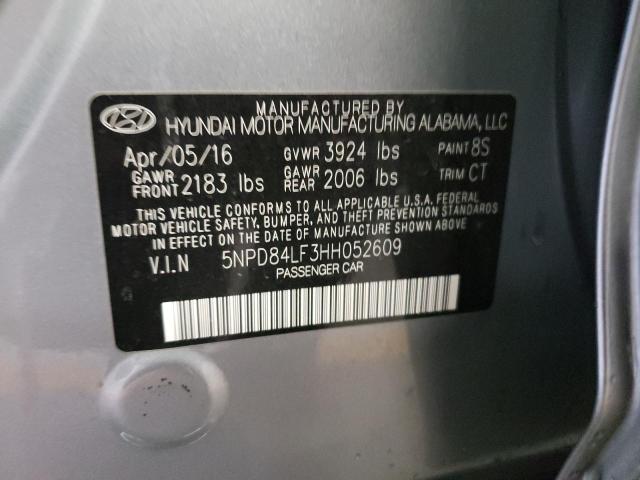 MANUFACTURED BY
HYUNDAI MOTOR MANUFACTURING ALABAMA, LLC
Apr/05/16 GVWR 3924 lbs PAINT 8S
GAWR FRONT 2183 lbs GAWR REAR 2006 lbs TRIM CT
THIS VEHICLE CONFORMS TO ALL APPLICABLE U.S.A. FEDERAL
MOTOR VEHICLE SAFETY, BUMPER, AND THEFT PREVENTION STANDARDS
IN EFFECT ON THE DATE OF MANUFACTURE SHOWN ABOVE.
V.I.N 5NPD84LF3HH052609
PASSENGER CAR